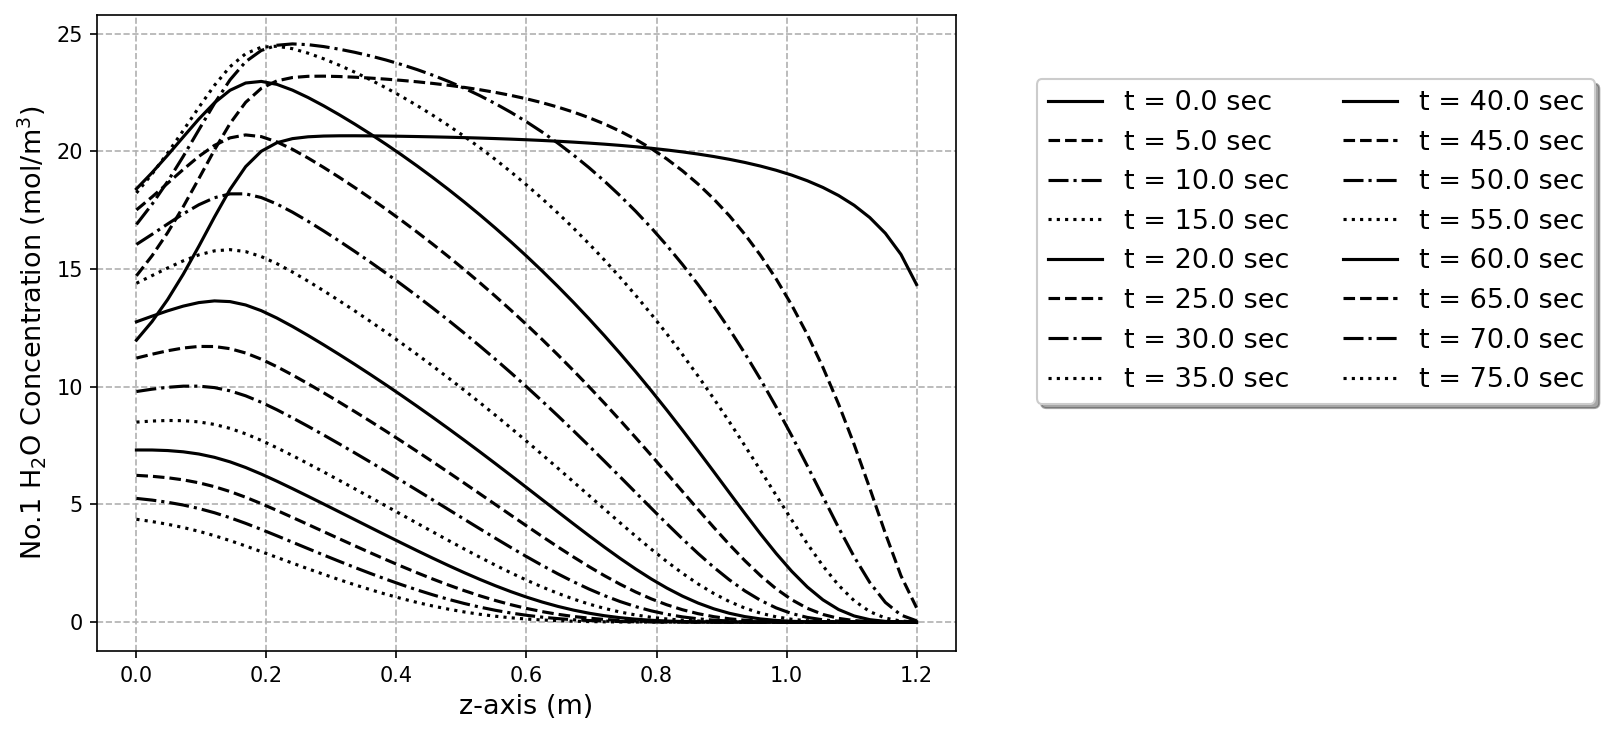 25
20
15
10
5
0
No.1 H₂O Concentration (mol/m³)
0.0 0.2 0.4 0.6 0.8 1.0 1.2
z-axis (m)
t = 0.0 sec
t = 5.0 sec
t = 10.0 sec
t = 15.0 sec
t = 20.0 sec
t = 25.0 sec
t = 30.0 sec
t = 35.0 sec
t = 40.0 sec
t = 45.0 sec
t = 50.0 sec
t = 55.0 sec
t = 60.0 sec
t = 65.0 sec
t = 70.0 sec
t = 75.0 sec